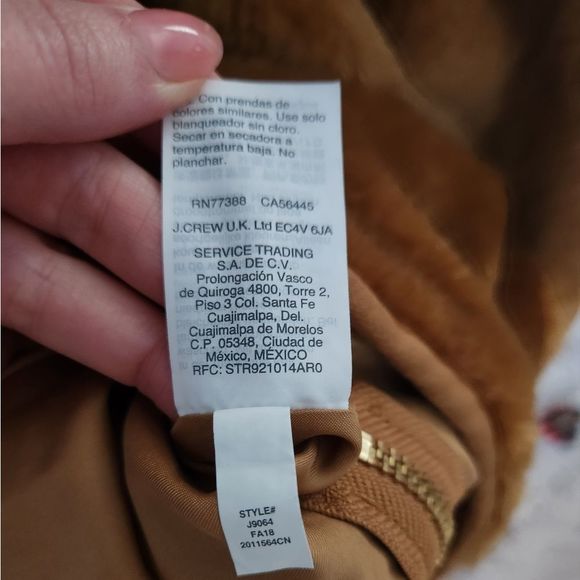 Con prendas de
colores similares. Use solo
blanqueador sin cloro.
Secar en secadora a
temperatura baja. No
planchar.
RN77388 CA56445
J.CREW U.K. Ltd EC4V 6JA
SERVICE TRADING
S.A. DE C.V.
Prolongación Vasco
de Quiroga 4800, Torre 2,
Piso 3 Col. Santa Fe
Cuajimalpa, Del.
Cuajimalpa de Morelos
C.P. 05348, Ciudad de
México, MÉXICO
RFC: STR921014AR0
STYLE#
J9064
FA18
2011564CN